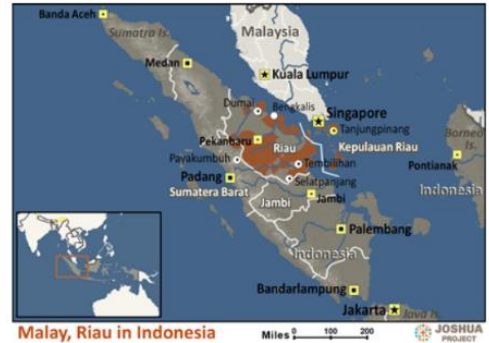 Banda Aceh
Sumatra Is.
Malaysia
Medan
Kuala Lumpur
Dumai
Bengkalis
Singapore
Tanjungpinang
Borneo
Is.
Pekanbaru
Riau
Kepulauan Riau
Payakumbuh
Tembilahan
Pontianak
Padang
Selatpanjang
Sumatera Barat
Jambi
Jambi
Indonesia
Palembang
Indonesia
Bandarlampung
Jakarta
Java Is.
Malay, Riau in Indonesia
Miles 0 100 200
JOSHUA
PROJECT